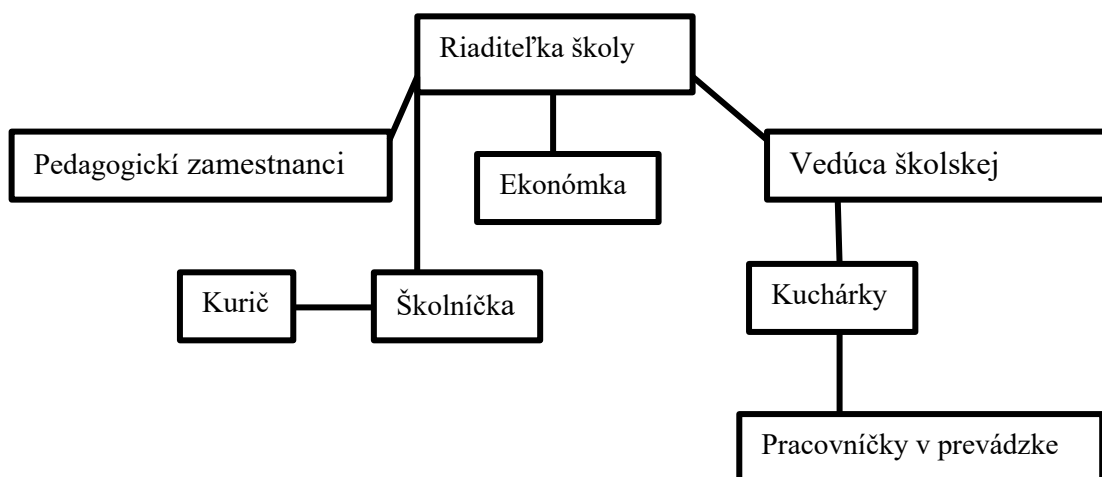 Riaditeľka školy
Pedagogickí zamestnanci
Ekonómka
Vedúca školskej
Kurič
Školníčka
Kuchárky
Pracovníčky v prevádzke